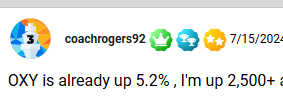 3
coachrogers92 7/15/2024
OXY is already up 5.2% , I'm up 2,500+